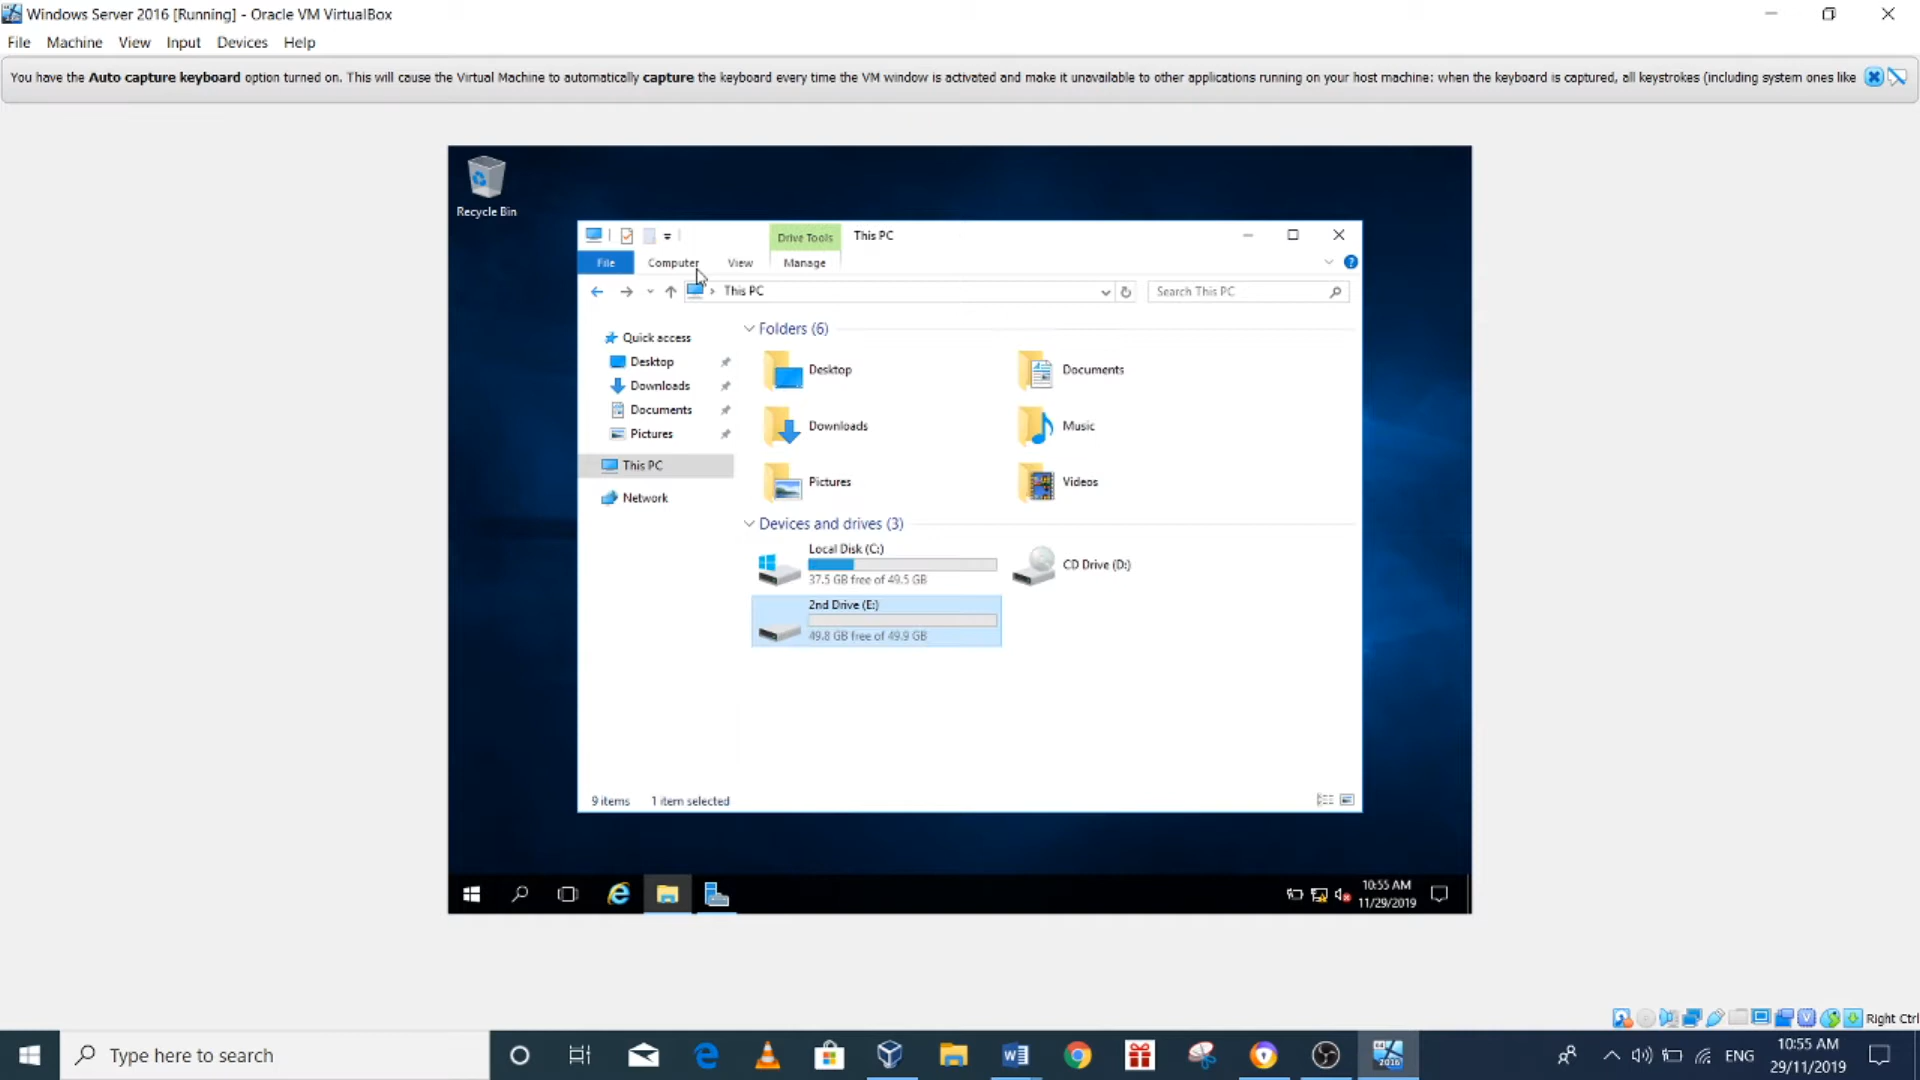 Windows Server 2016 [Running] - Oracle VM VirtualBox
File Machine View Input Devices Help
You have the Auto capture keyboard option turned on. This will cause the Virtual Machine to automatically capture the keyboard every time the VM window is activated and make it unavailable to other applications running on your host machine: when the keyboard is captured, all keystrokes (including system ones like
Recycle Bin
Drive Tools This PC
File Computer View Manage
This PC Search This PC
Quick access
Desktop
Downloads
Documents
Pictures
This PC
Network
Folders (6)
Desktop Documents
Downloads Music
Pictures Videos
Devices and drives (3)
Local Disk (C:)
37.5 GB free of 49.5 GB
CD Drive (D:)
2nd Drive (E:)
49.8 GB free of 49.9 GB
9 items 1 item selected
10:55 AM
11/29/2019
Right Ctrl
Type here to search
2016
ENG
10:55 AM
29/11/2019